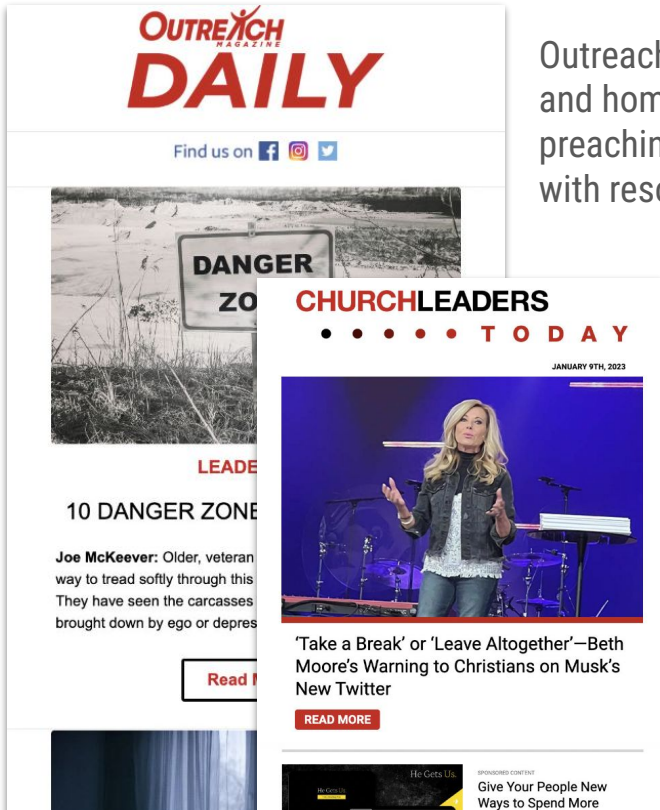 OUTREACH
MAGAZINE
DAILY
Find us on
DANGER
ZO
LEADE
10 DANGER ZONE
Joe McKeever: Older, veteran
way to tread softly through this
They have seen the carcasses
brought down by ego or depres
Read M
Outreach
and hom
preachin
with reso
CHURCHLEADERS
TODAY
JANUARY 9TH, 2023
‘Take a Break’ or ‘Leave Altogether’—Beth
Moore’s Warning to Christians on Musk’s
New Twitter
READ MORE
He Gets Us.
He Gets Us
SPONSORED CONTENT
Give Your People New
Ways to Spend More